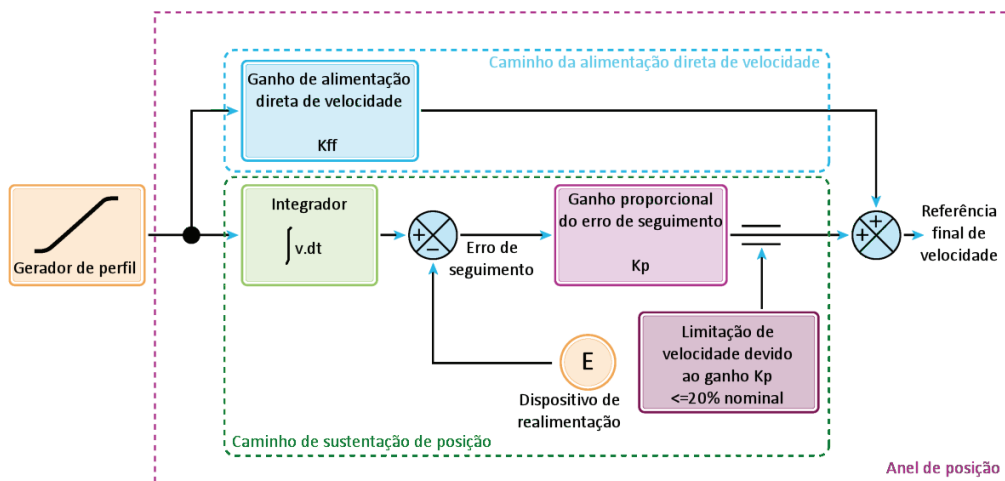 Caminho da alimentação direta de velocidade
Ganho de alimentação
direta de velocidade
Kff
Gerador de perfil
Integrador
∫ v.dt
+
−
Erro de
seguimento
Ganho proporcional
do erro de seguimento
Kp
+
+
Referência
final de
velocidade
E
Dispositivo de
realimentação
Limitação de
velocidade devido
ao ganho Kp
<=20% nominal
Caminho de sustentação de posição
Anel de posição